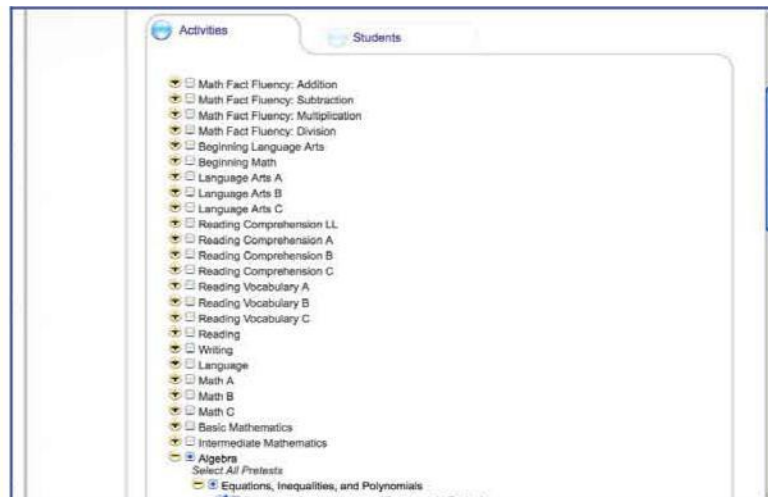 Activities
Students
Math Fact Fluency: Addition
Math Fact Fluency: Subtraction
Math Fact Fluency: Multiplication
Math Fact Fluency: Division
Beginning Language Arts
Beginning Math
Language Arts A
Language Arts B
Language Arts C
Reading Comprehension LL
Reading Comprehension A
Reading Comprehension B
Reading Comprehension C
Reading Vocabulary A
Reading Vocabulary B
Reading Vocabulary C
Reading
Writing
Language
Math A
Math B
Math C
Basic Mathematics
Intermediate Mathematics
Algebra
Select All Pretests
Equations, Inequalities, and Polynomials